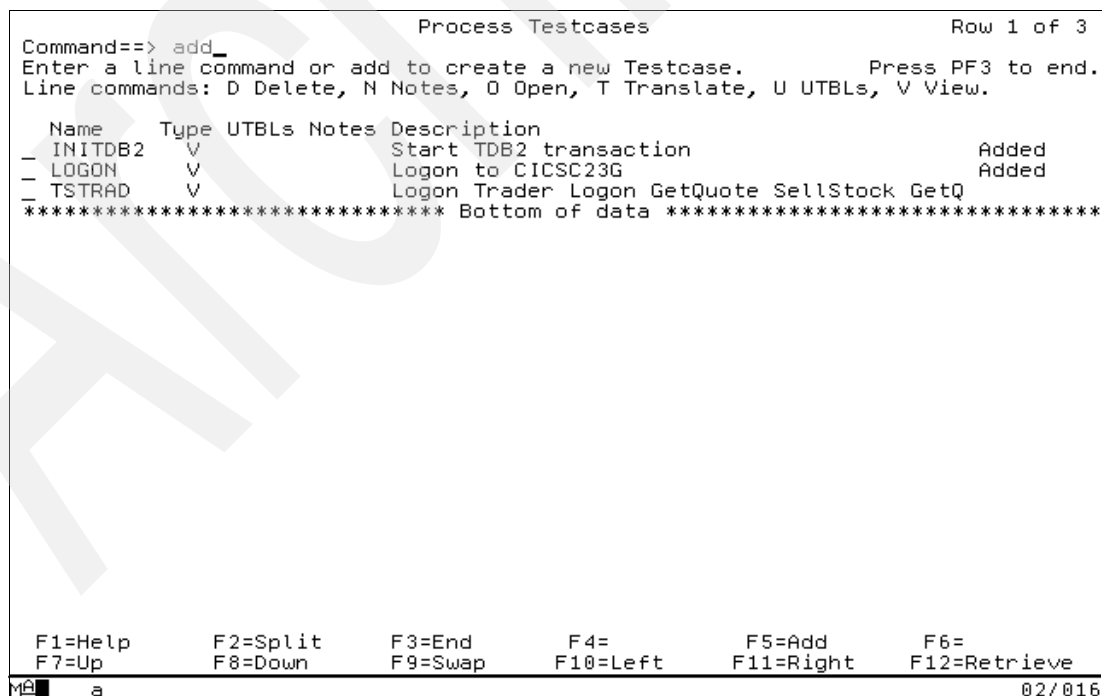 Process Testcases Row 1 of 3
Command==> add_
Enter a line command or add to create a new Testcase. Press PF3 to end.
Line commands: D Delete, N Notes, O Open, T Translate, U UTBLs, V View.
Name Type UTBLs Notes Description
_ INITDB2 V Start TDB2 transaction Added
_ LOGON V Logon to CICSC23G Added
_ TSTRAD V Logon Trader Logon GetQuote SellStock GetQ
******************************* Bottom of data ********************************
F1=Help F2=Split F3=End F4= F5=Add F6=
F7=Up F8=Down F9=Swap F10=Left F11=Right F12=Retrieve
MA a 02/016